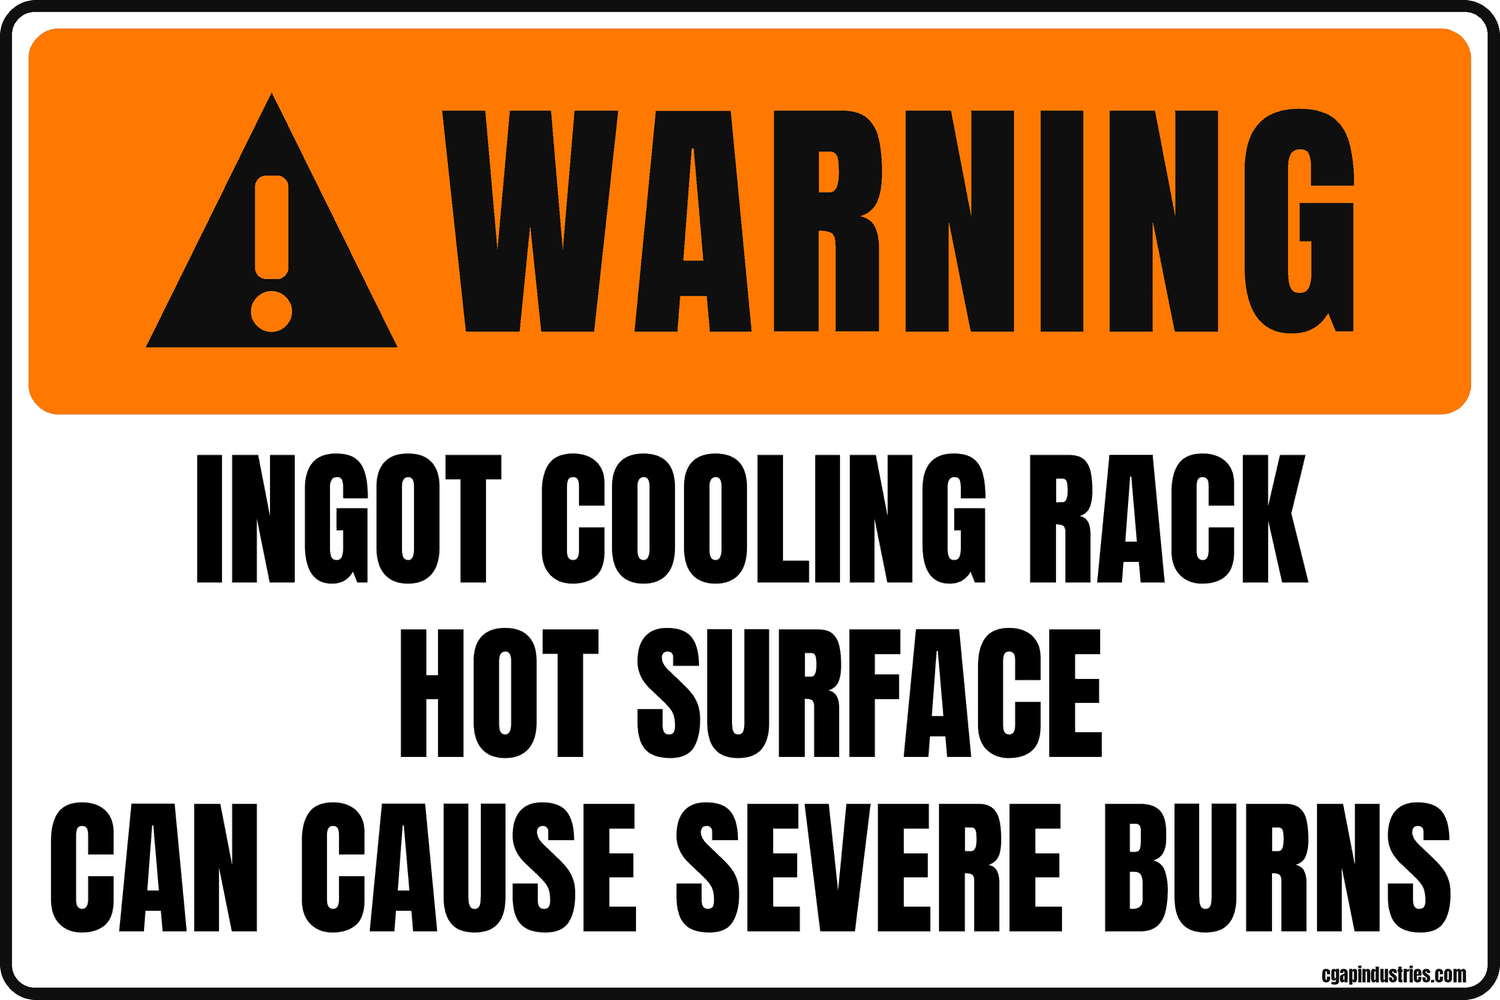 WARNING
INGOT COOLING RACK
HOT SURFACE
CAN CAUSE SEVERE BURNS
cgapindustries.com